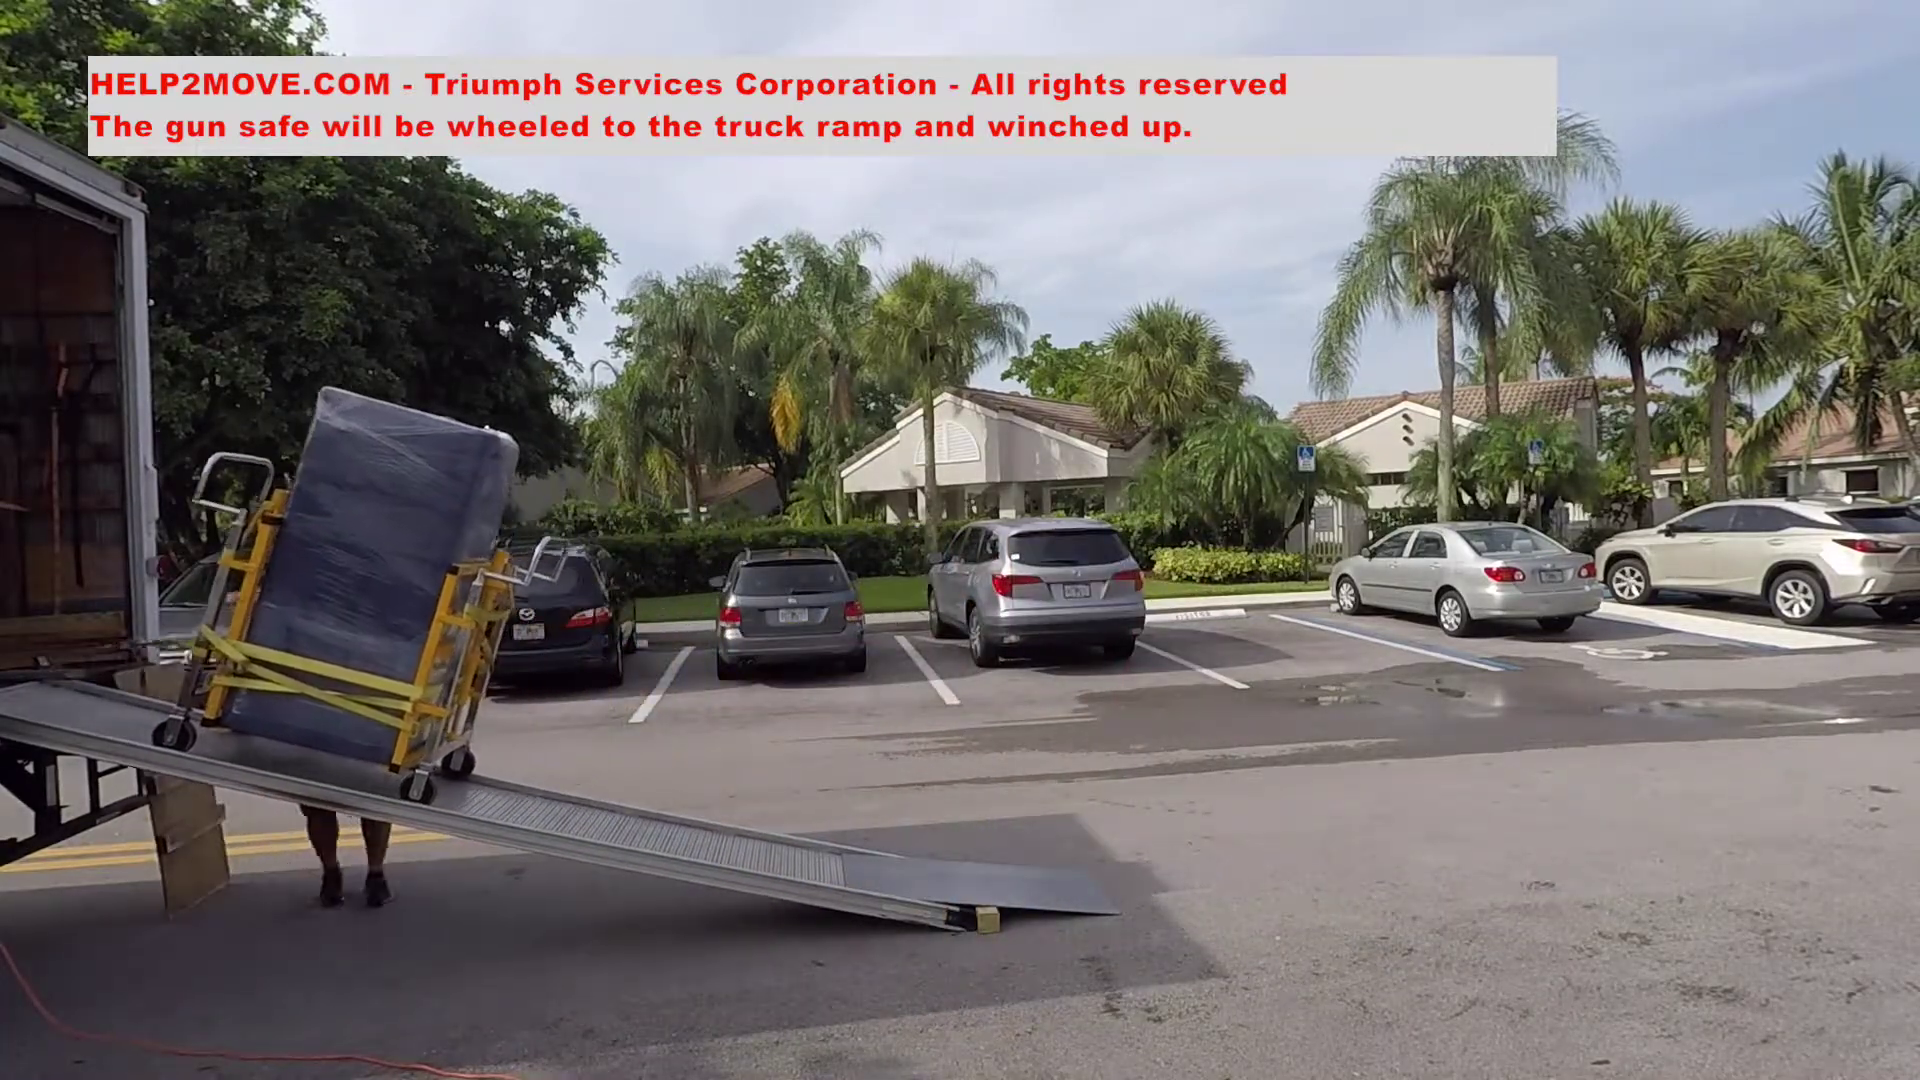 HELP2MOVE.COM - Triumph Services Corporation - All rights reserved
The gun safe will be wheeled to the truck ramp and winched up.
VISITOR